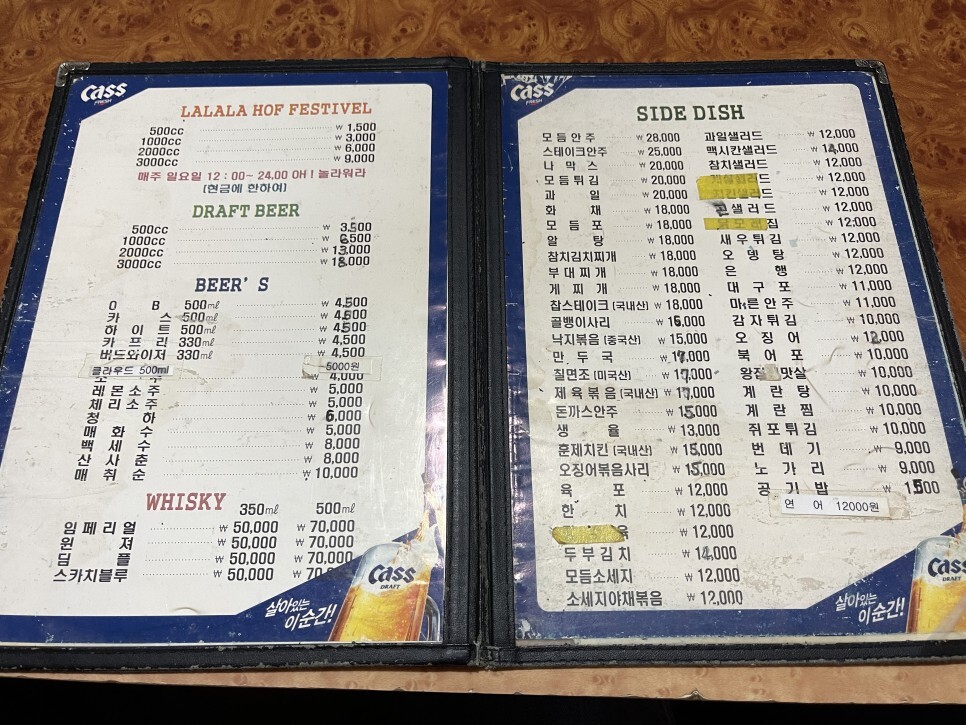 Cass
FRESH
LALALA HOF FESTIVEL
500cc ₩ 1,500
1000cc ₩ 3,000
2000cc ₩ 6,000
3000cc ₩ 9,000
매주 일요일 12 : 00~ 24,00 OH I 놀라워라
(현금에 한하여)
DRAFT BEER
500cc ₩ 3,500
1000cc ₩ 6,500
2000cc ₩ 13,000
3000cc ₩ 18,000
BEER' S
O B 500㎖ ₩ 4,500
카 스 500㎖ ₩ 4,500
하 이 트 500㎖ ₩ 4,500
카 프 리 330㎖ ₩ 4,500
버드와이저 330㎖ ₩ 4,500
클라우드 500ml 5000원
소 주 ₩ 4,000
레 몬 소 주 ₩ 5,000
체 리 소 주 ₩ 5,000
청 하 ₩ 6,000
매 화 수 ₩ 5,000
백 세 주 ₩ 8,000
산 사 춘 ₩ 8,000
매 취 순 ₩ 10,000
WHISKY 350㎖ 500㎖
임 페 리 얼 ₩ 50,000 ₩ 70,000
윈 져 ₩ 50,000 ₩ 70,000
딤 플 ₩ 50,000 ₩ 70,000
스카치블루 ₩ 50,000 ₩
Cass
DRAFT
살아있는
이순간!
Cass
FRESH
SIDE DISH
모 듬 안 주 ₩ 28,000
스테이크안주 ₩ 25,000
나 막 스 ₩ 20,000
모 듬 튀 김 ₩ 20,000
과 일 ₩ 20,000
화 채 ₩ 18,000
모 듬 포 ₩ 18,000
알 탕 ₩ 18,000
참치김치찌개 ₩ 18,000
부 대 찌 개 ₩ 18,000
게 찌 개 ₩ 18,000
찹스테이크 (국내산) ₩ 18,000
골뱅이사리 ₩ 16,000
낙지볶음 (중국산) ₩ 15,000
만 두 국 ₩
칠면조 (미국산) ₩
제 육 볶 음 (국내산) ₩
돈까스안주 ₩ 15,000
생 율 ₩ 13,000
훈제치킨 (국내산) ₩ 15,000
오징어볶음사리 ₩ 15,000
육 포 ₩ 12,000
한 치 ₩ 12,000
₩ 12,000
두 부 김 치 ₩ 14,000
모듬소세지 ₩ 12,000
소세지야채볶음 ₩ 12,000
과일샐러드 ₩ 12,000
맥시칸샐러드 ₩ 14,000
참치샐러드 ₩ 12,000
₩ 12,000
₩ 12,000
콘 샐 러 드 ₩ 12,000
집 ₩ 12,000
새 우 튀 김 ₩ 12,000
오 뎅 탕 ₩ 12,000
은 행 ₩ 12,000
대 구 포 ₩ 11,000
마 른 안 주 ₩ 11,000
감 자 튀 김 ₩ 10,000
오 징 어 ₩ 12,000
북 어 포 ₩ 10,000
맛살 ₩ 10,000
계 란 탕 ₩ 10,000
계 란 찜 ₩ 10,000
쥐 포 튀 김 ₩ 10,000
번 데 기 ₩ 9,000
노 가 리 ₩ 9,000
공 기 밥 ₩
연 어 12000원
살아있는
이순간!
Cass
DRAFT